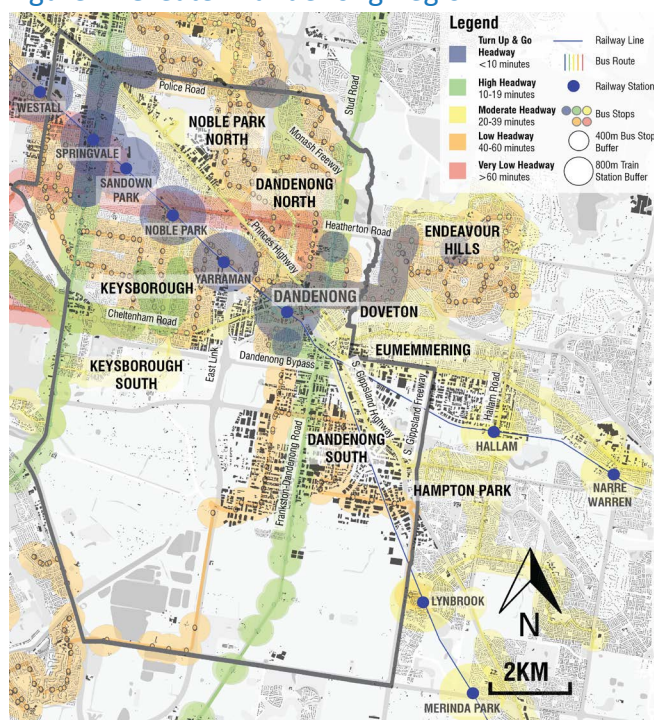 Legend
Turn Up & Go
Headway
<10 minutes
High Headway
10-19 minutes
Moderate Headway
20-39 minutes
Low Headway
40-60 minutes
Very Low Headway
>60 minutes
Railway Line
Bus Route
Railway Station
Bus Stops
400m Bus Stop
Buffer
800m Train
Station Buffer
Police Road
Stud Road
WESTALL
NOBLE PARK
NORTH
Monash Freeway
SPRINGVALE
SANDOWN
PARK
DANDENONG
NORTH
NOBLE PARK
Princes Highway
Heatherton Road
ENDEAVOUR
HILLS
YARRAMAN
KEYSBOROUGH
DANDENONG
Cheltenham Road
DOVETON
EUMEMMERING
KEYSBOROUGH
SOUTH
East Link
Dandenong Bypass
S. Gippsland Highway
S. Gippsland Freeway
Hallam Road
Frankston-Dandenong Road
DANDENONG
SOUTH
HALLAM
HAMPTON PARK
NARRE
WARREN
LYNBROOK
N
2KM
MERINDA PARK